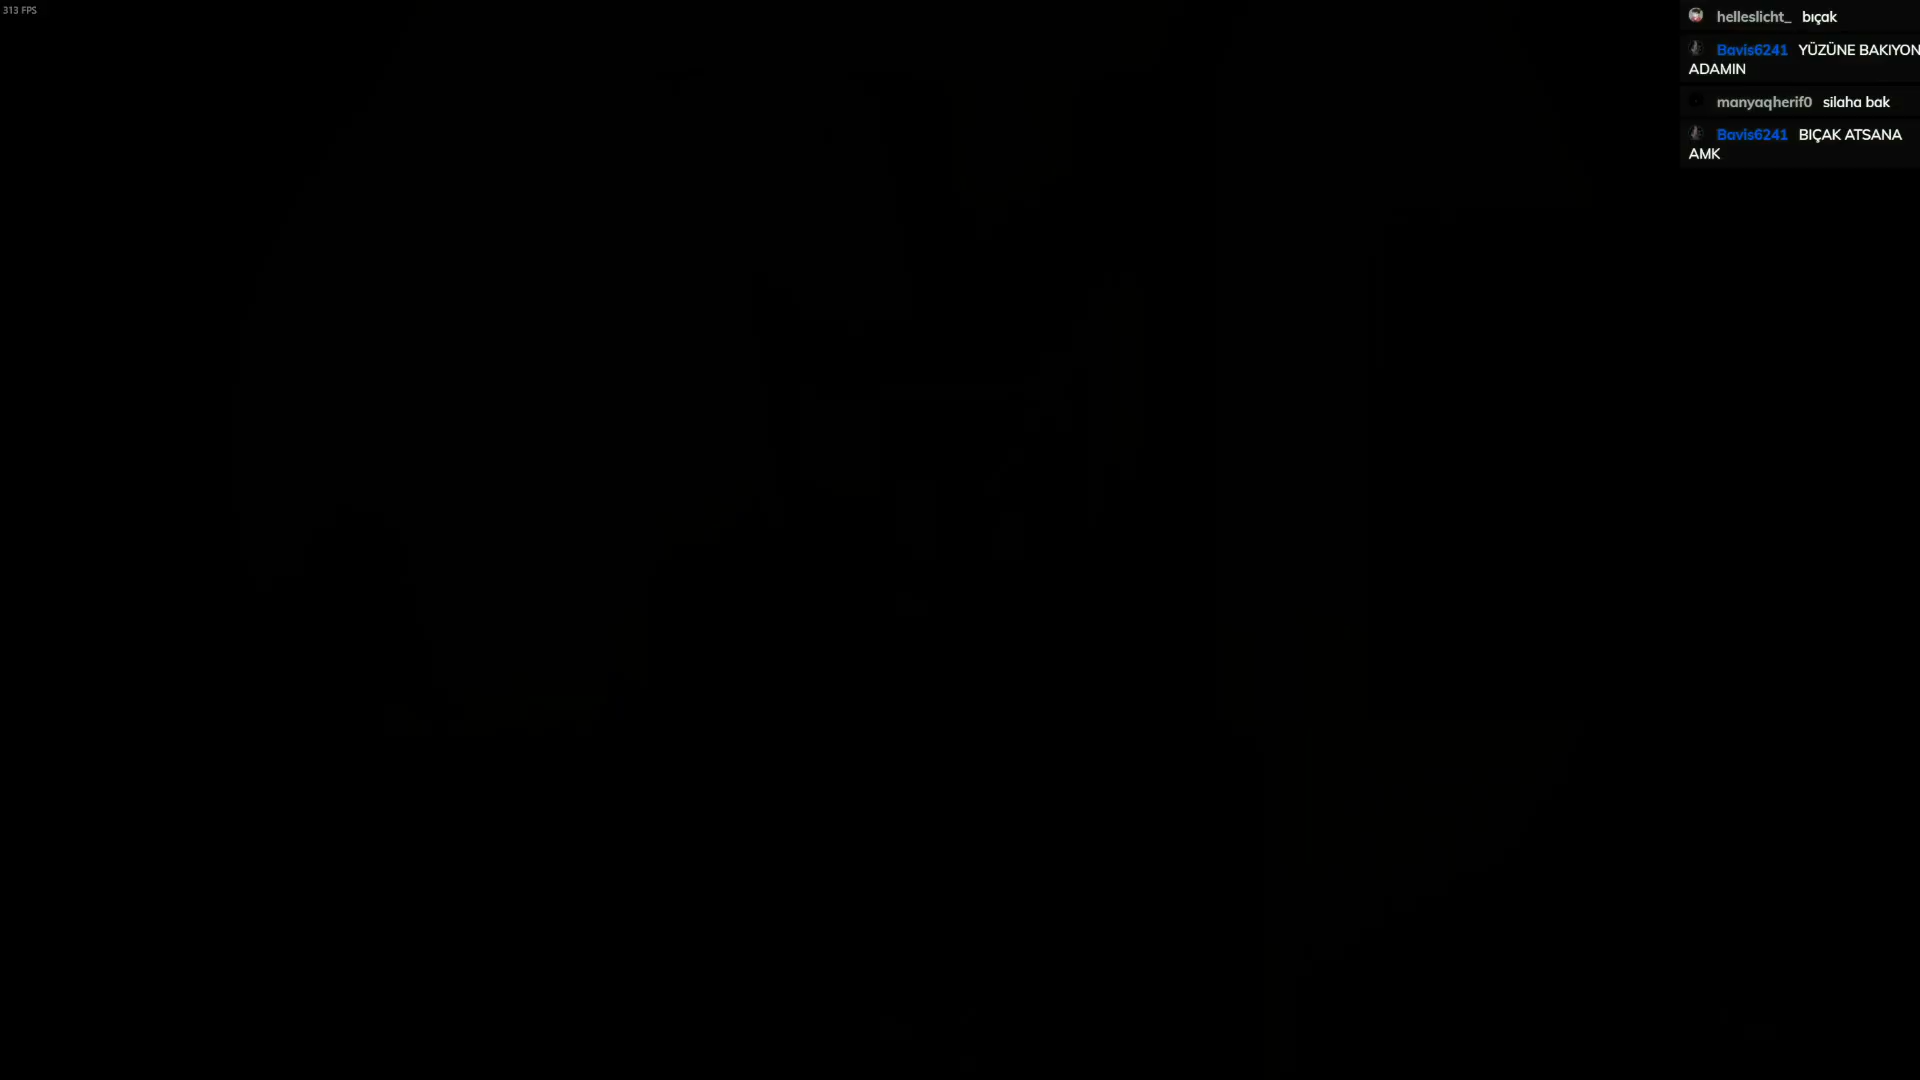 313 FPS
helleslicht_ bıçak
Bavis6241 YÜZÜNE BAKIYON
ADAMIN
manyaqherif0 silaha bak
Bavis6241 BIÇAK ATSANA
AMK